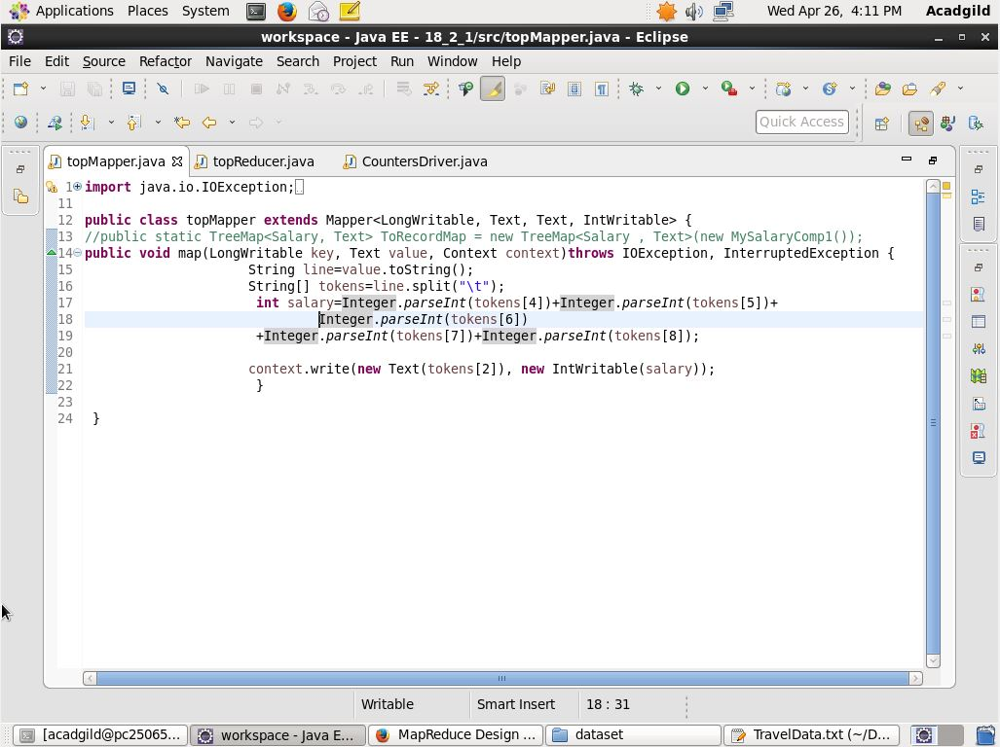 Applications Places System Wed Apr 26, 4:11 PM Acadgild
workspace - Java EE - 18_2_1/src/topMapper.java - Eclipse
File Edit Source Refactor Navigate Search Project Run Window Help
Quick Access
topMapper.java topReducer.java CountersDriver.java
1 import java.io.IOException;
11
12 public class topMapper extends Mapper<LongWritable, Text, Text, IntWritable> {
13 //public static TreeMap<Salary, Text> ToRecordMap = new TreeMap<Salary , Text>(new MySalaryComp1());
14 public void map(LongWritable key, Text value, Context context)throws IOException, InterruptedException {
15 String line=value.toString();
16 String[] tokens=line.split("\t");
17 int salary=Integer.parseInt(tokens[4])+Integer.parseInt(tokens[5])+
18 Integer.parseInt(tokens[6])
19 +Integer.parseInt(tokens[7])+Integer.parseInt(tokens[8]);
20
21 context.write(new Text(tokens[2]), new IntWritable(salary));
22 }
23
24 }
Writable Smart Insert 18 : 31
[acadgild@pc25065... workspace - Java E... MapReduce Design ... dataset TravelData.txt (~/D...